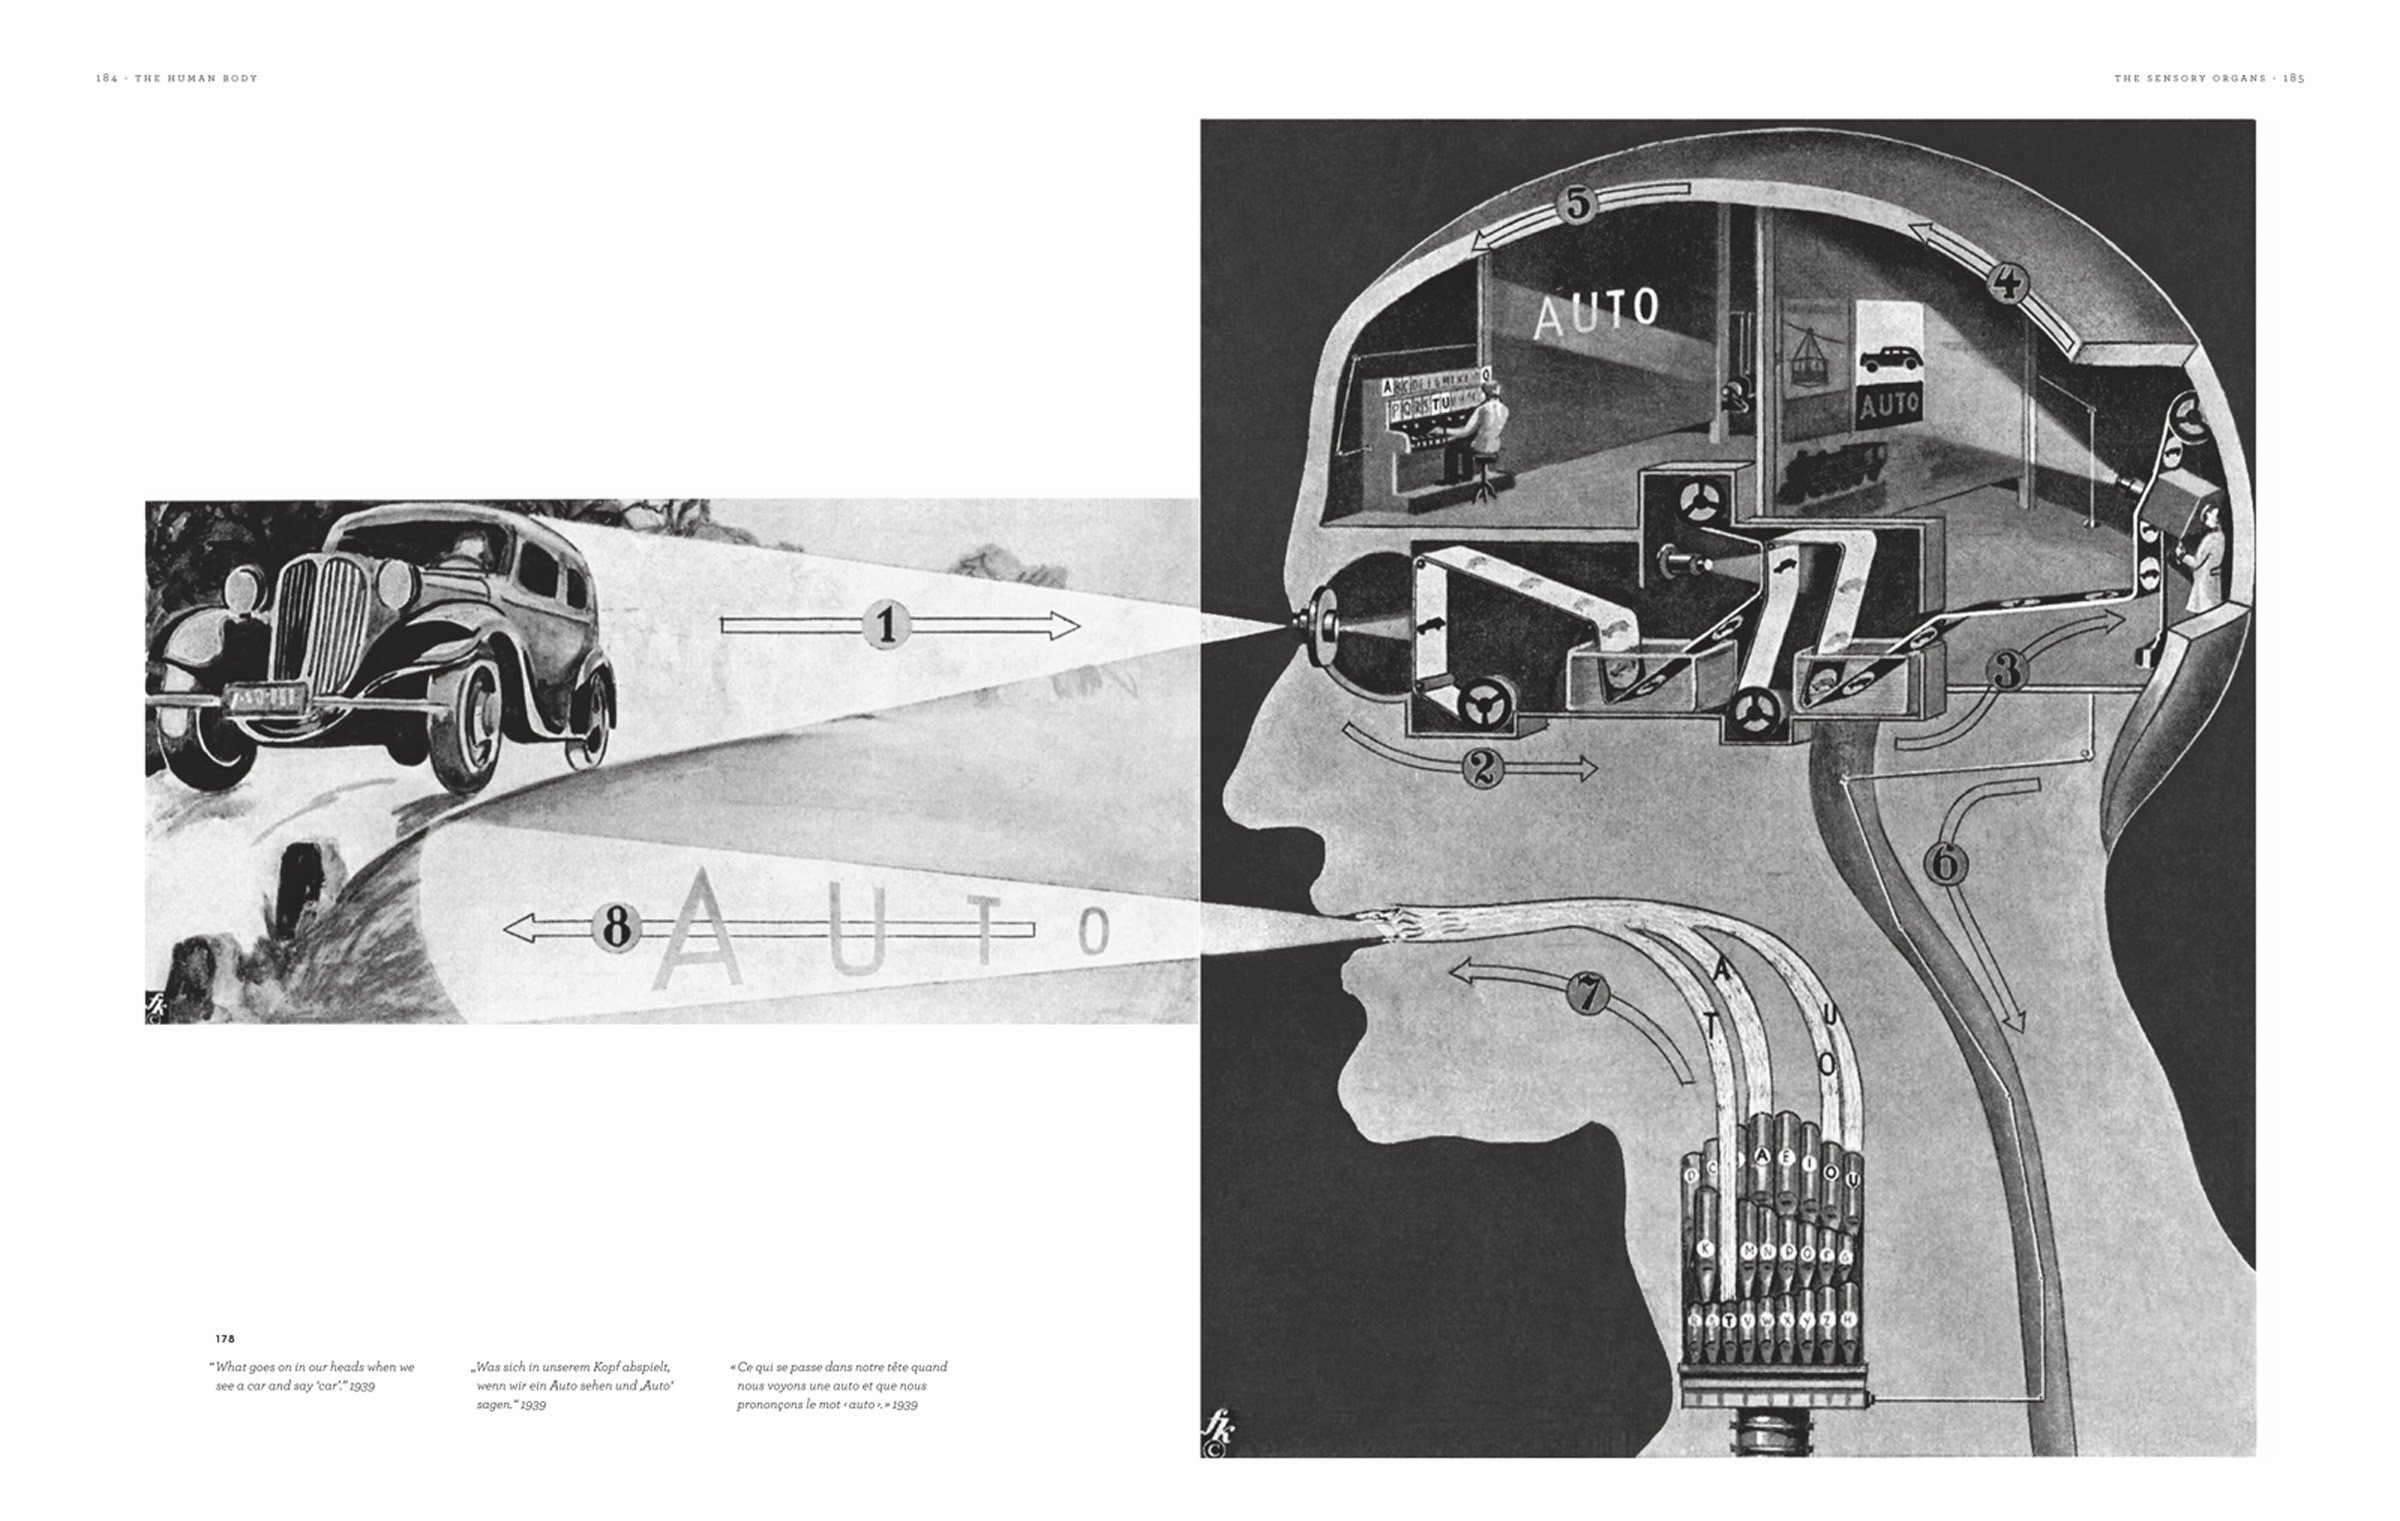 184 - THE HUMAN BODY
THE SENSORY ORGANS - 185
5
4
AUTO
AUTO
1
3
2
6
8
A U T O
7
A
T
U
O
D C A E I O U
K M N P Q F G
T V W X Y Z H
fk
©
fk
©
178
“What goes on in our heads when we
see a car and say ‘car’.” 1939
„Was sich in unserem Kopf abspielt,
wenn wir ein Auto sehen und ‚Auto‘
sagen.“ 1939
« Ce qui se passe dans notre tête quand
nous voyons une auto et que nous
prononçons le mot ‹ auto ›. » 1939